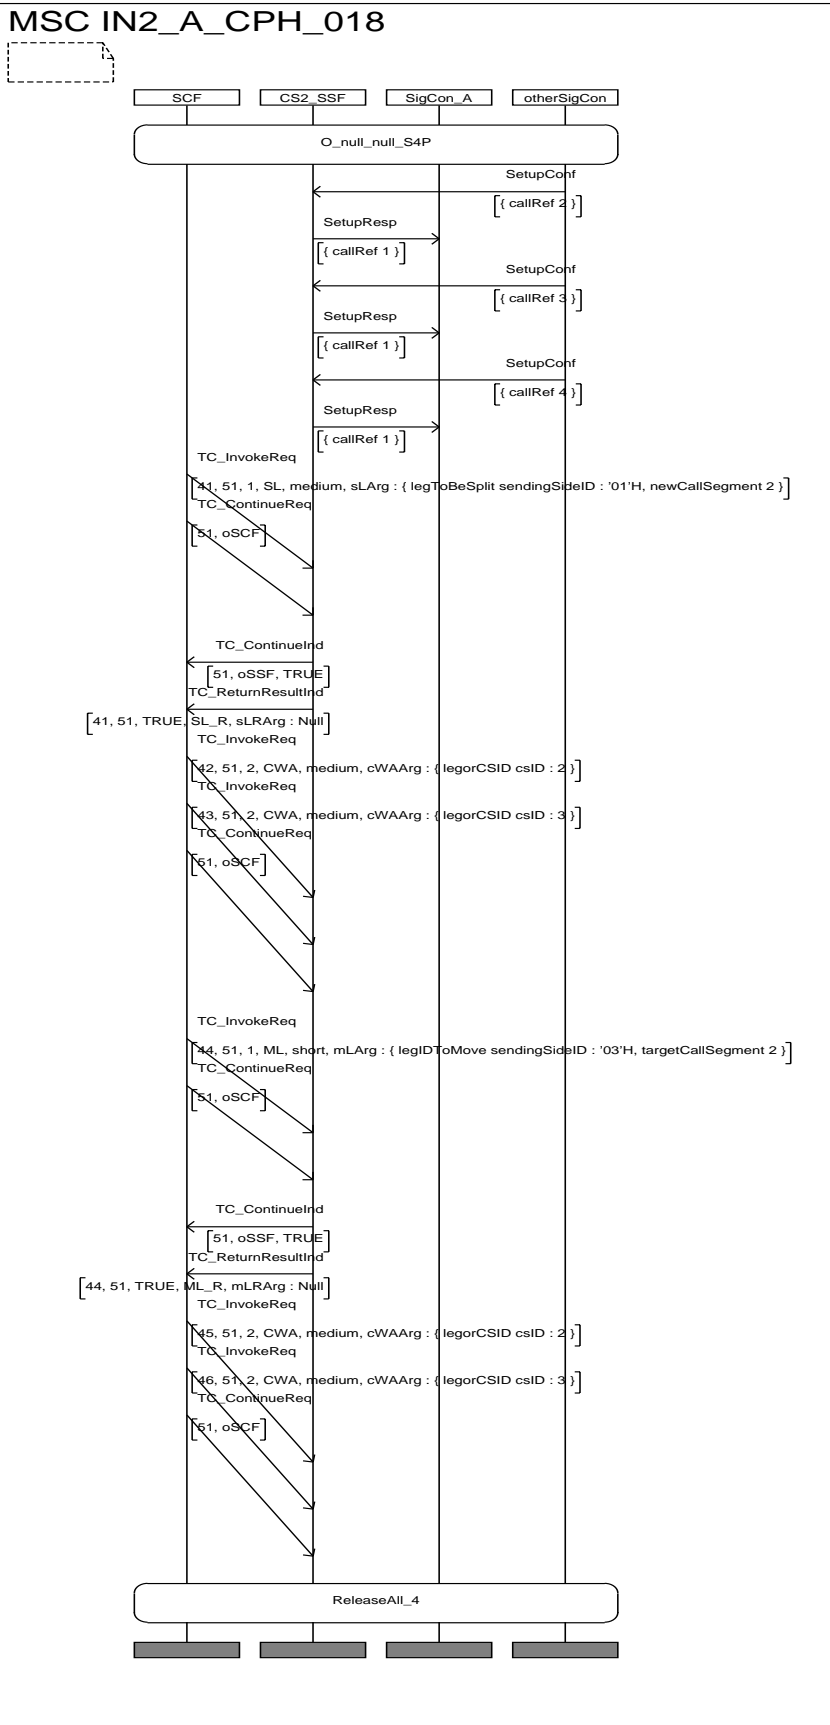 MSC IN2_A_CPH_018
SCF CS2_SSF SigCon_A otherSigCon
O_null_null_S4P
SetupConf
{ callRef 2 }
SetupResp
{ callRef 1 }
SetupConf
{ callRef 3 }
SetupResp
{ callRef 1 }
SetupConf
{ callRef 4 }
SetupResp
{ callRef 1 }
TC_InvokeReq
41, 51, 1, SL, medium, sLArg : { legToBeSplit sendingSideID : '01'H, newCallSegment 2 }
TC_ContinueReq
51, oSCF
TC_ContinueInd
51, oSSF, TRUE
TC_ReturnResultInd
41, 51, TRUE, SL_R, sLRArg : Null
TC_InvokeReq
42, 51, 2, CWA, medium, cWAArg : { legorCSID csID : 2 }
TC_InvokeReq
43, 51, 2, CWA, medium, cWAArg : { legorCSID csID : 3 }
TC_ContinueReq
51, oSCF
TC_InvokeReq
44, 51, 1, ML, short, mLArg : { legIDToMove sendingSideID : '03'H, targetCallSegment 2 }
TC_ContinueReq
51, oSCF
TC_ContinueInd
51, oSSF, TRUE
TC_ReturnResultInd
44, 51, TRUE, ML_R, mLRArg : Null
TC_InvokeReq
45, 51, 2, CWA, medium, cWAArg : { legorCSID csID : 2 }
TC_InvokeReq
46, 51, 2, CWA, medium, cWAArg : { legorCSID csID : 3 }
TC_ContinueReq
51, oSCF
ReleaseAll_4